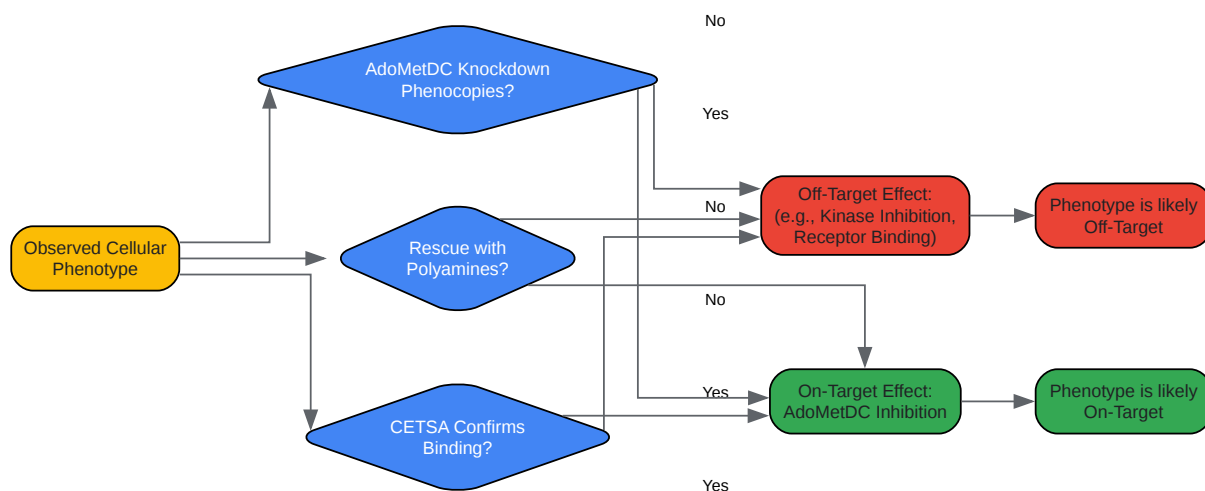 No
AdoMetDC Knockdown
Phenocopies?
Yes
Off-Target Effect:
(e.g., Kinase Inhibition,
Receptor Binding)
Phenotype is likely
Off-Target
No
Observed Cellular
Phenotype
Rescue with
Polyamines?
No
Yes
On-Target Effect:
AdoMetDC Inhibition
Phenotype is likely
On-Target
CETSA Confirms
Binding?
Yes